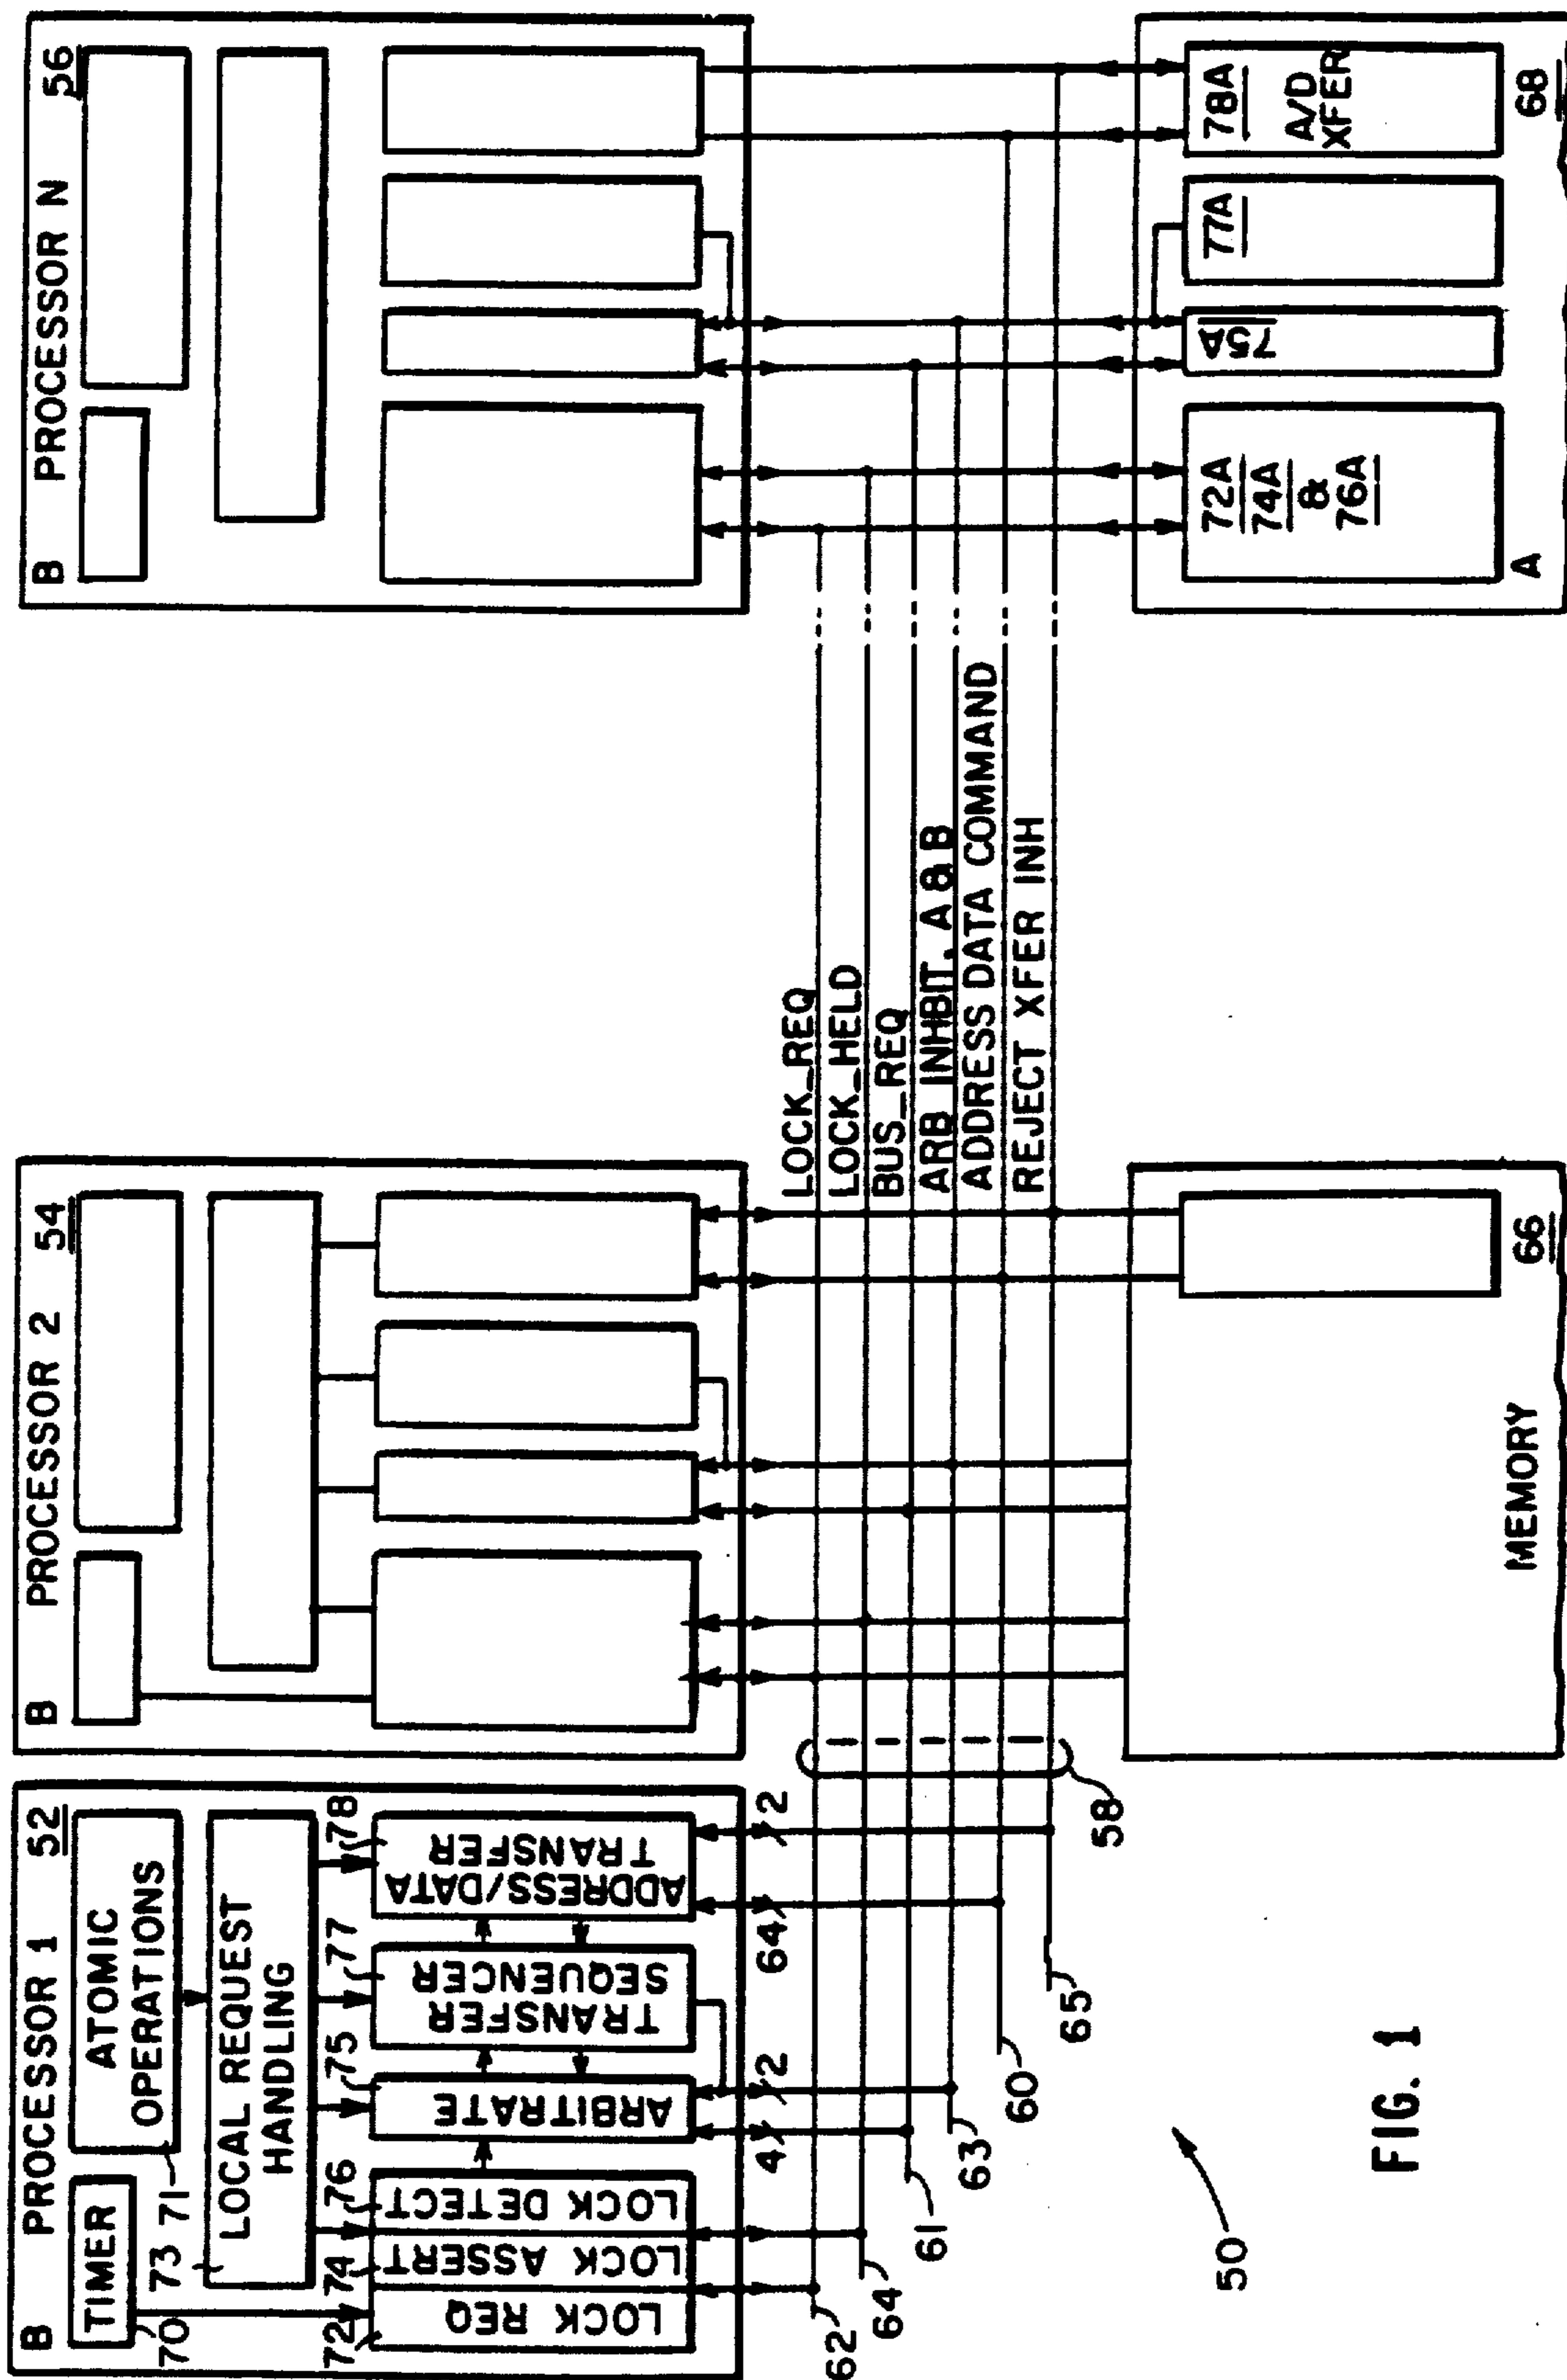 B PROCESSOR 1 52
TIMER
70
ATOMIC
OPERATIONS
71
73
LOCAL REQUEST
HANDLING
72
LOCK REQ
74
LOCK ASSERT
76
LOCK DETECT
75
ARBITRATE
77
TRANSFER
SEQUENCER
78
ADDRESS/DATA
TRANSFER
4
2
64
2
62
64
61
63
60
65
58
B PROCESSOR 2 54
B PROCESSOR N 56
LOCK_REQ
LOCK_HELD
BUS_REQ
ARB INHBIT. A & B
ADDRESS DATA COMMAND
REJECT XFER INH
MEMORY
66
72A
74A
&
76A
75A
77A
78A
A/D
XFER
A
68
50
FIG. 1